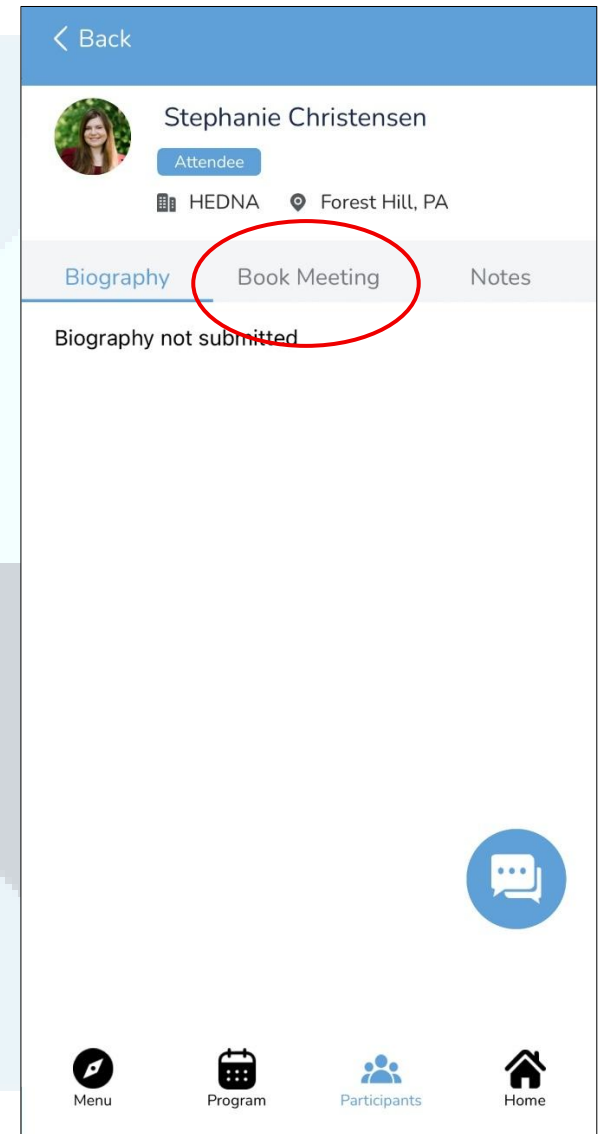 Back
Stephanie Christensen
Attendee
HEDNA Forest Hill, PA
Biography Book Meeting Notes
Biography not submitted
Menu Program Participants Home